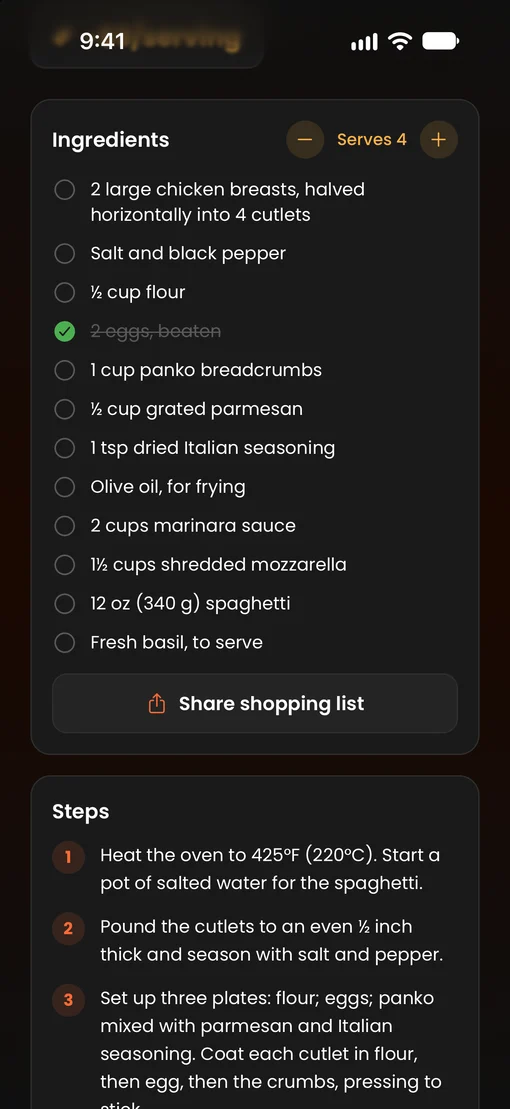 9:41
/serving
Ingredients
Serves 4
2 large chicken breasts, halved
horizontally into 4 cutlets
Salt and black pepper
½ cup flour
2 eggs, beaten
1 cup panko breadcrumbs
½ cup grated parmesan
1 tsp dried Italian seasoning
Olive oil, for frying
2 cups marinara sauce
1½ cups shredded mozzarella
12 oz (340 g) spaghetti
Fresh basil, to serve
Share shopping list
Steps
1
Heat the oven to 425°F (220°C). Start a
pot of salted water for the spaghetti.
2
Pound the cutlets to an even ½ inch
thick and season with salt and pepper.
3
Set up three plates: flour; eggs; panko
mixed with parmesan and Italian
seasoning. Coat each cutlet in flour,
then egg, then the crumbs, pressing to
stick.